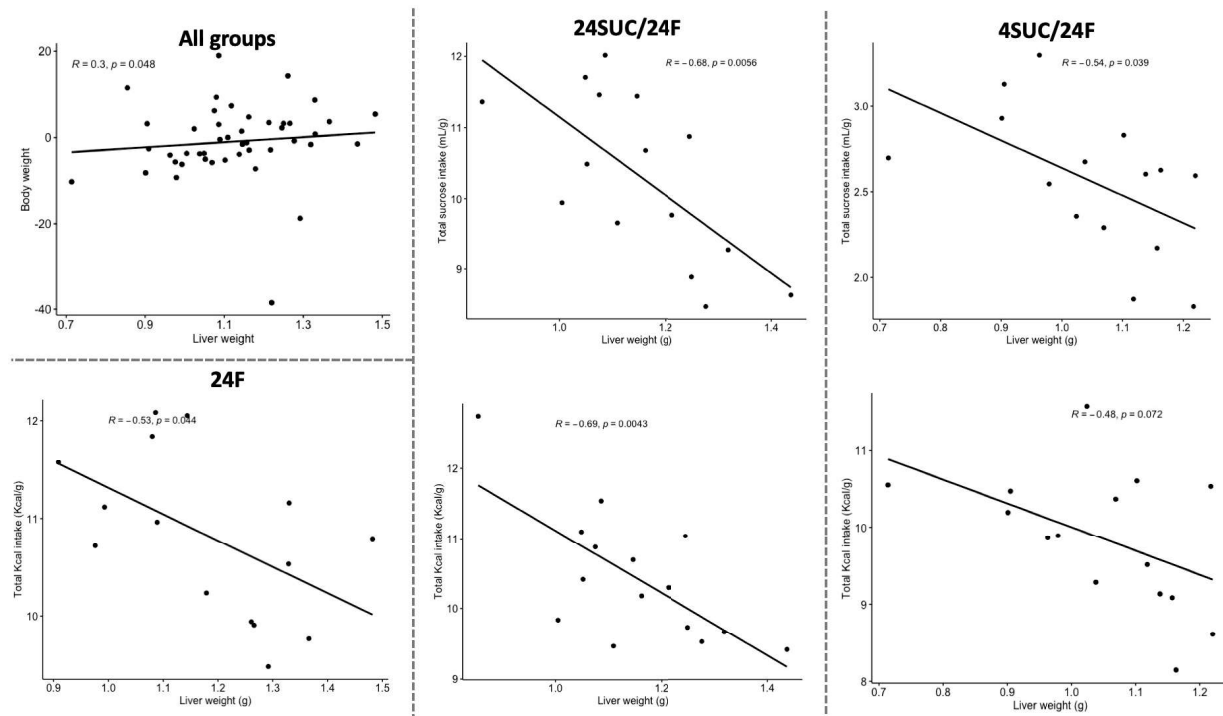 All groups
R = 0.3, p = 0.048
20
0
-20
-40
Body weight
0.7 0.9 1.1 1.3 1.5
Liver weight
24F
R = −0.53, p = 0.044
12
11
10
Total Kcal intake (Kcal/g)
0.9 1.0 1.1 1.2 1.3 1.4 1.5
Liver weight (g)
24SUC/24F
R = −0.68, p = 0.0056
12
11
10
9
Total sucrose intake (mL/g)
1.0 1.2 1.4
Liver weight (g)
R = −0.69, p = 0.0043
12
11
10
9
Total Kcal intake (Kcal/g)
1.0 1.2 1.4
Liver weight (g)
4SUC/24F
R = −0.54, p = 0.039
3.0
2.5
2.0
Total sucrose intake (mL/g)
0.7 0.8 0.9 1.0 1.1 1.2
Liver weight (g)
R = −0.48, p = 0.072
11
10
9
8
Total Kcal intake (Kcal/g)
0.7 0.8 0.9 1.0 1.1 1.2
Liver weight (g)